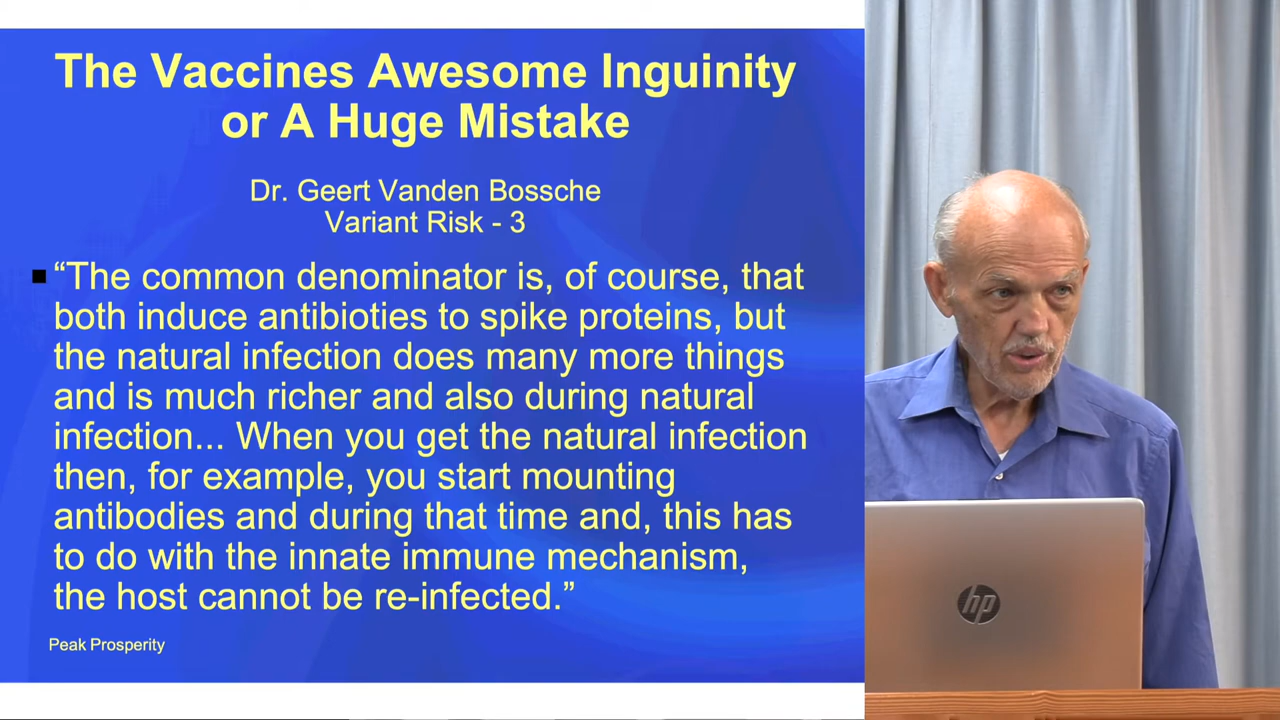 The Vaccines Awesome Inguinity
or A Huge Mistake
Dr. Geert Vanden Bossche
Variant Risk - 3
“The common denominator is, of course, that
both induce antibioties to spike proteins, but
the natural infection does many more things
and is much richer and also during natural
infection... When you get the natural infection
then, for example, you start mounting
antibodies and during that time and, this has
to do with the innate immune mechanism,
the host cannot be re-infected.”
Peak Prosperity
hp